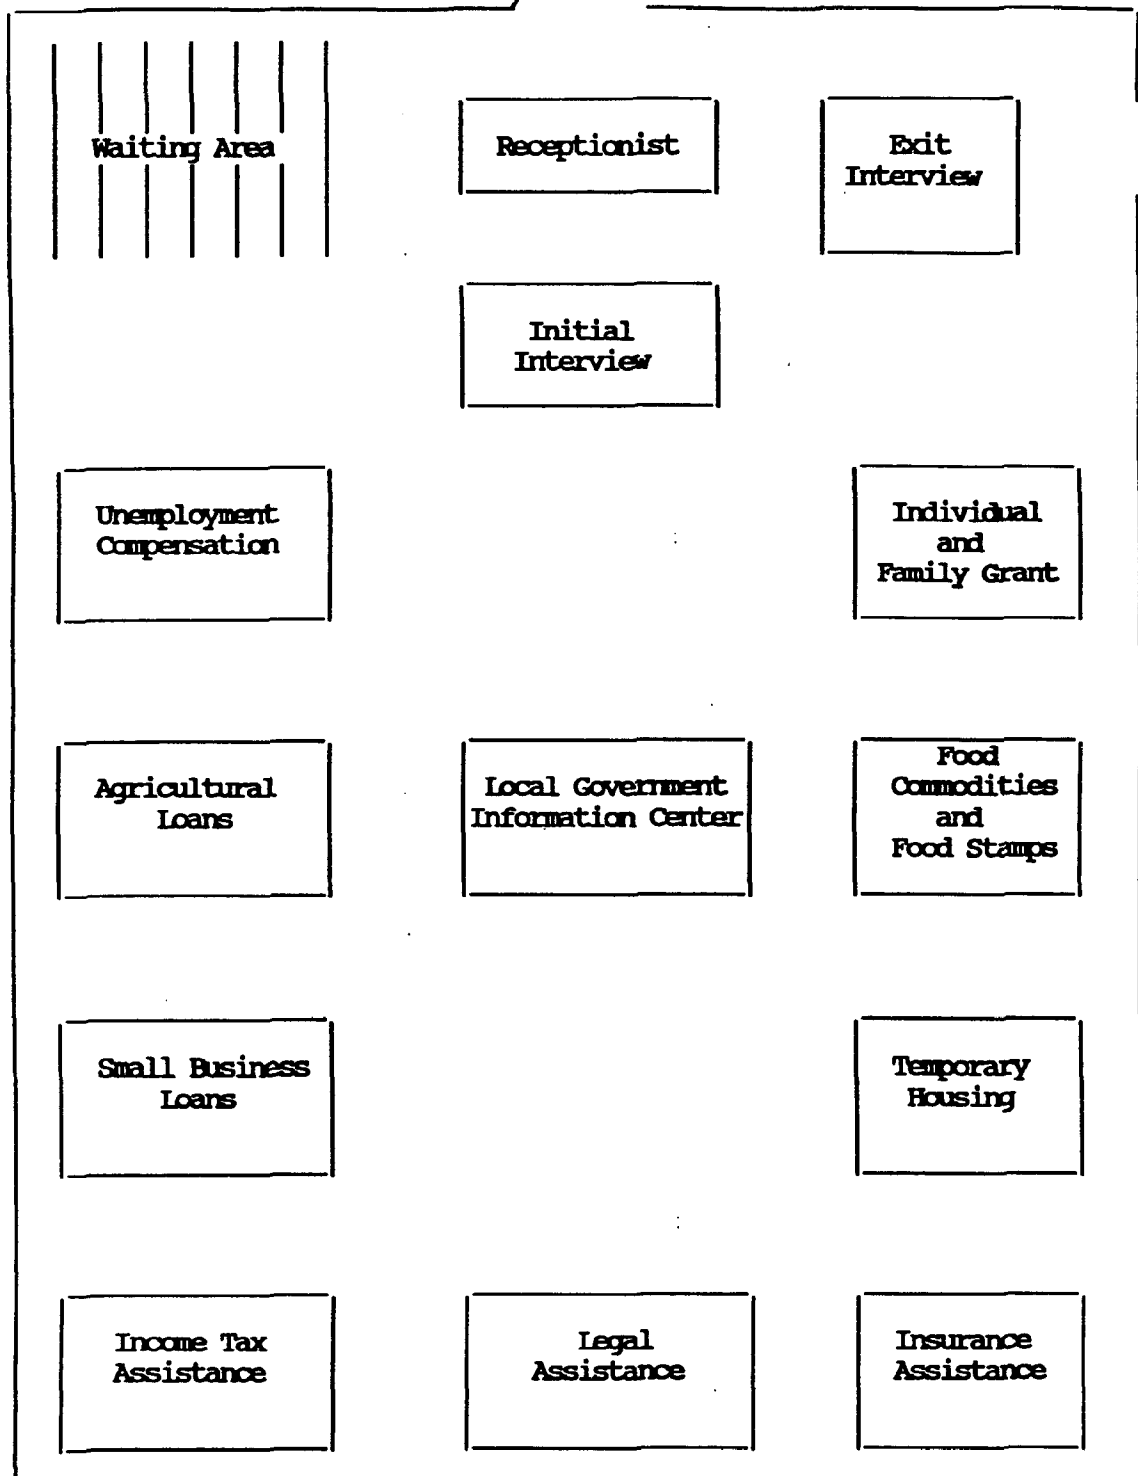 Waiting Area
Receptionist
Exit
Interview
Initial
Interview
Unemployment
Compensation
Individual
and
Family Grant
Agricultural
Loans
Local Government
Information Center
Food
Commodities
and
Food Stamps
Small Business
Loans
Temporary
Housing
Income Tax
Assistance
Legal
Assistance
Insurance
Assistance